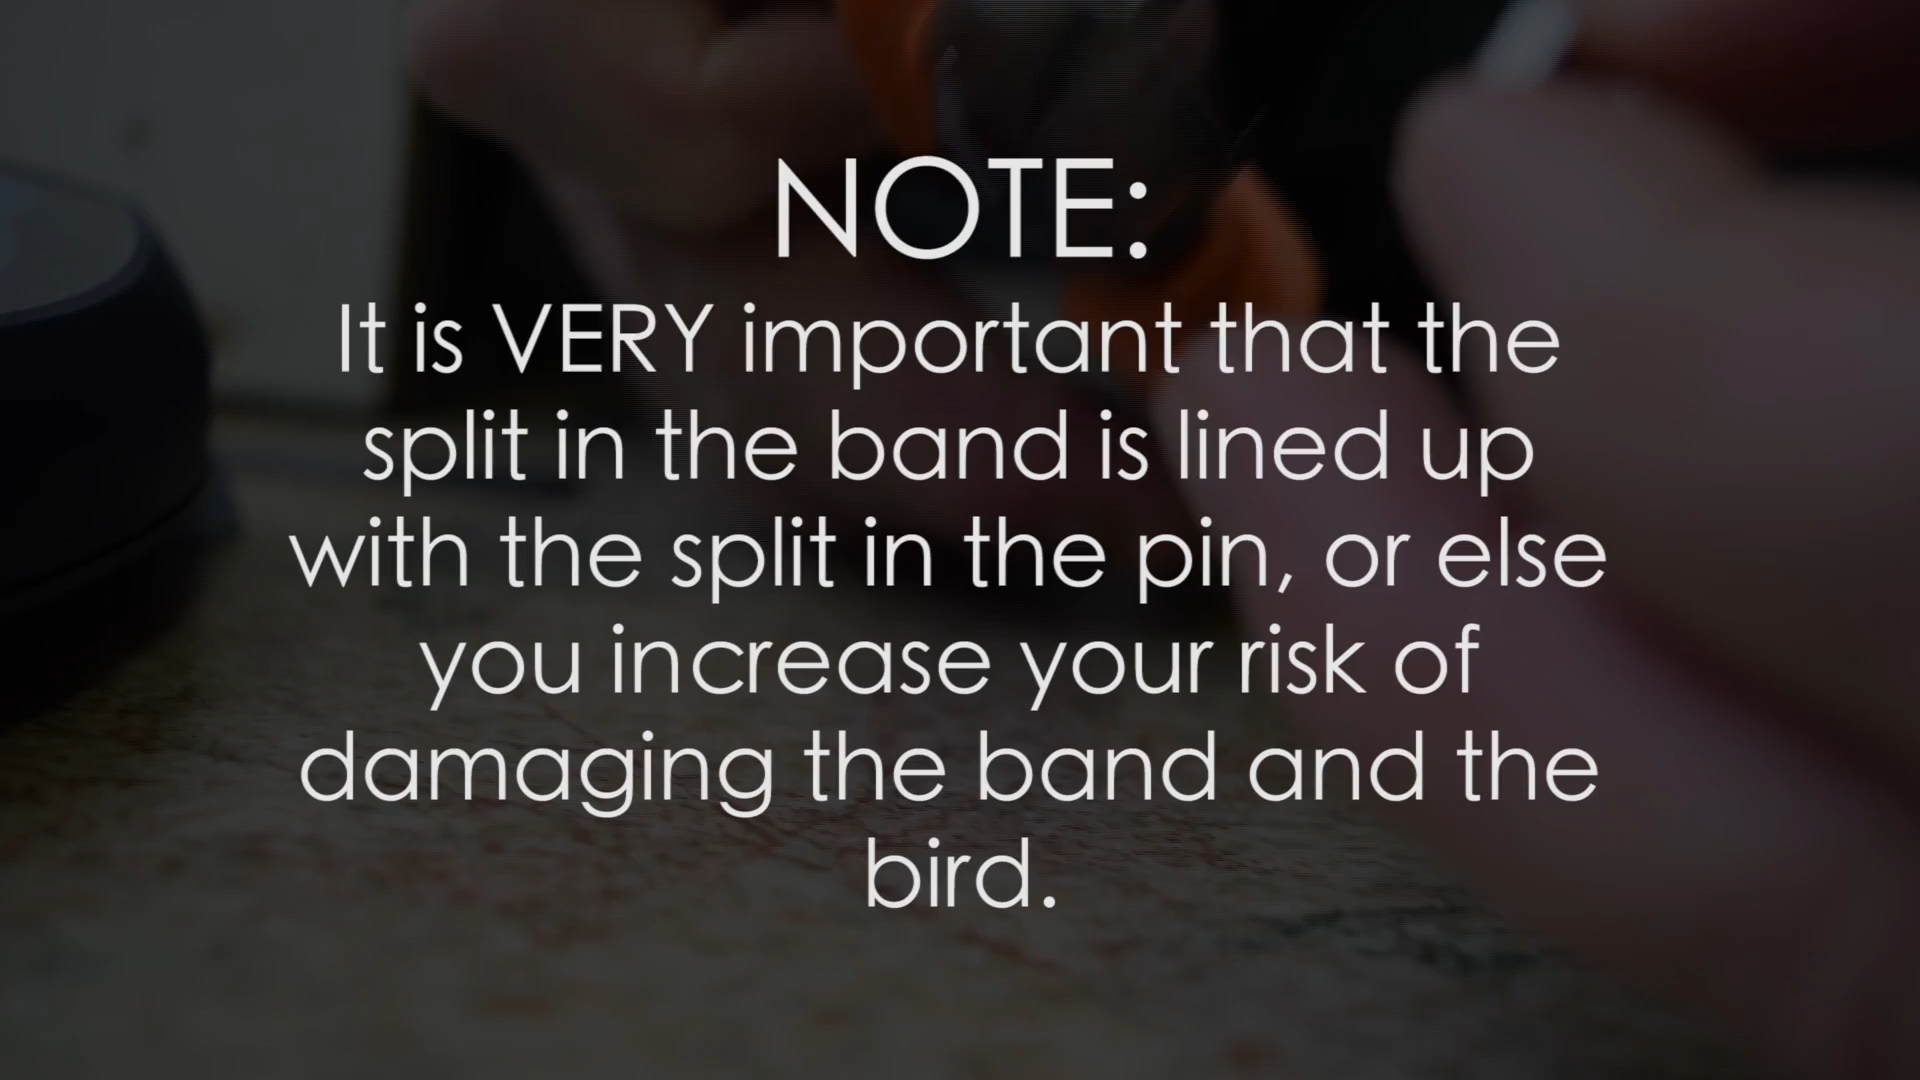 NOTE:
It is VERY important that the
split in the band is lined up
with the split in the pin, or else
you increase your risk of
damaging the band and the
bird.